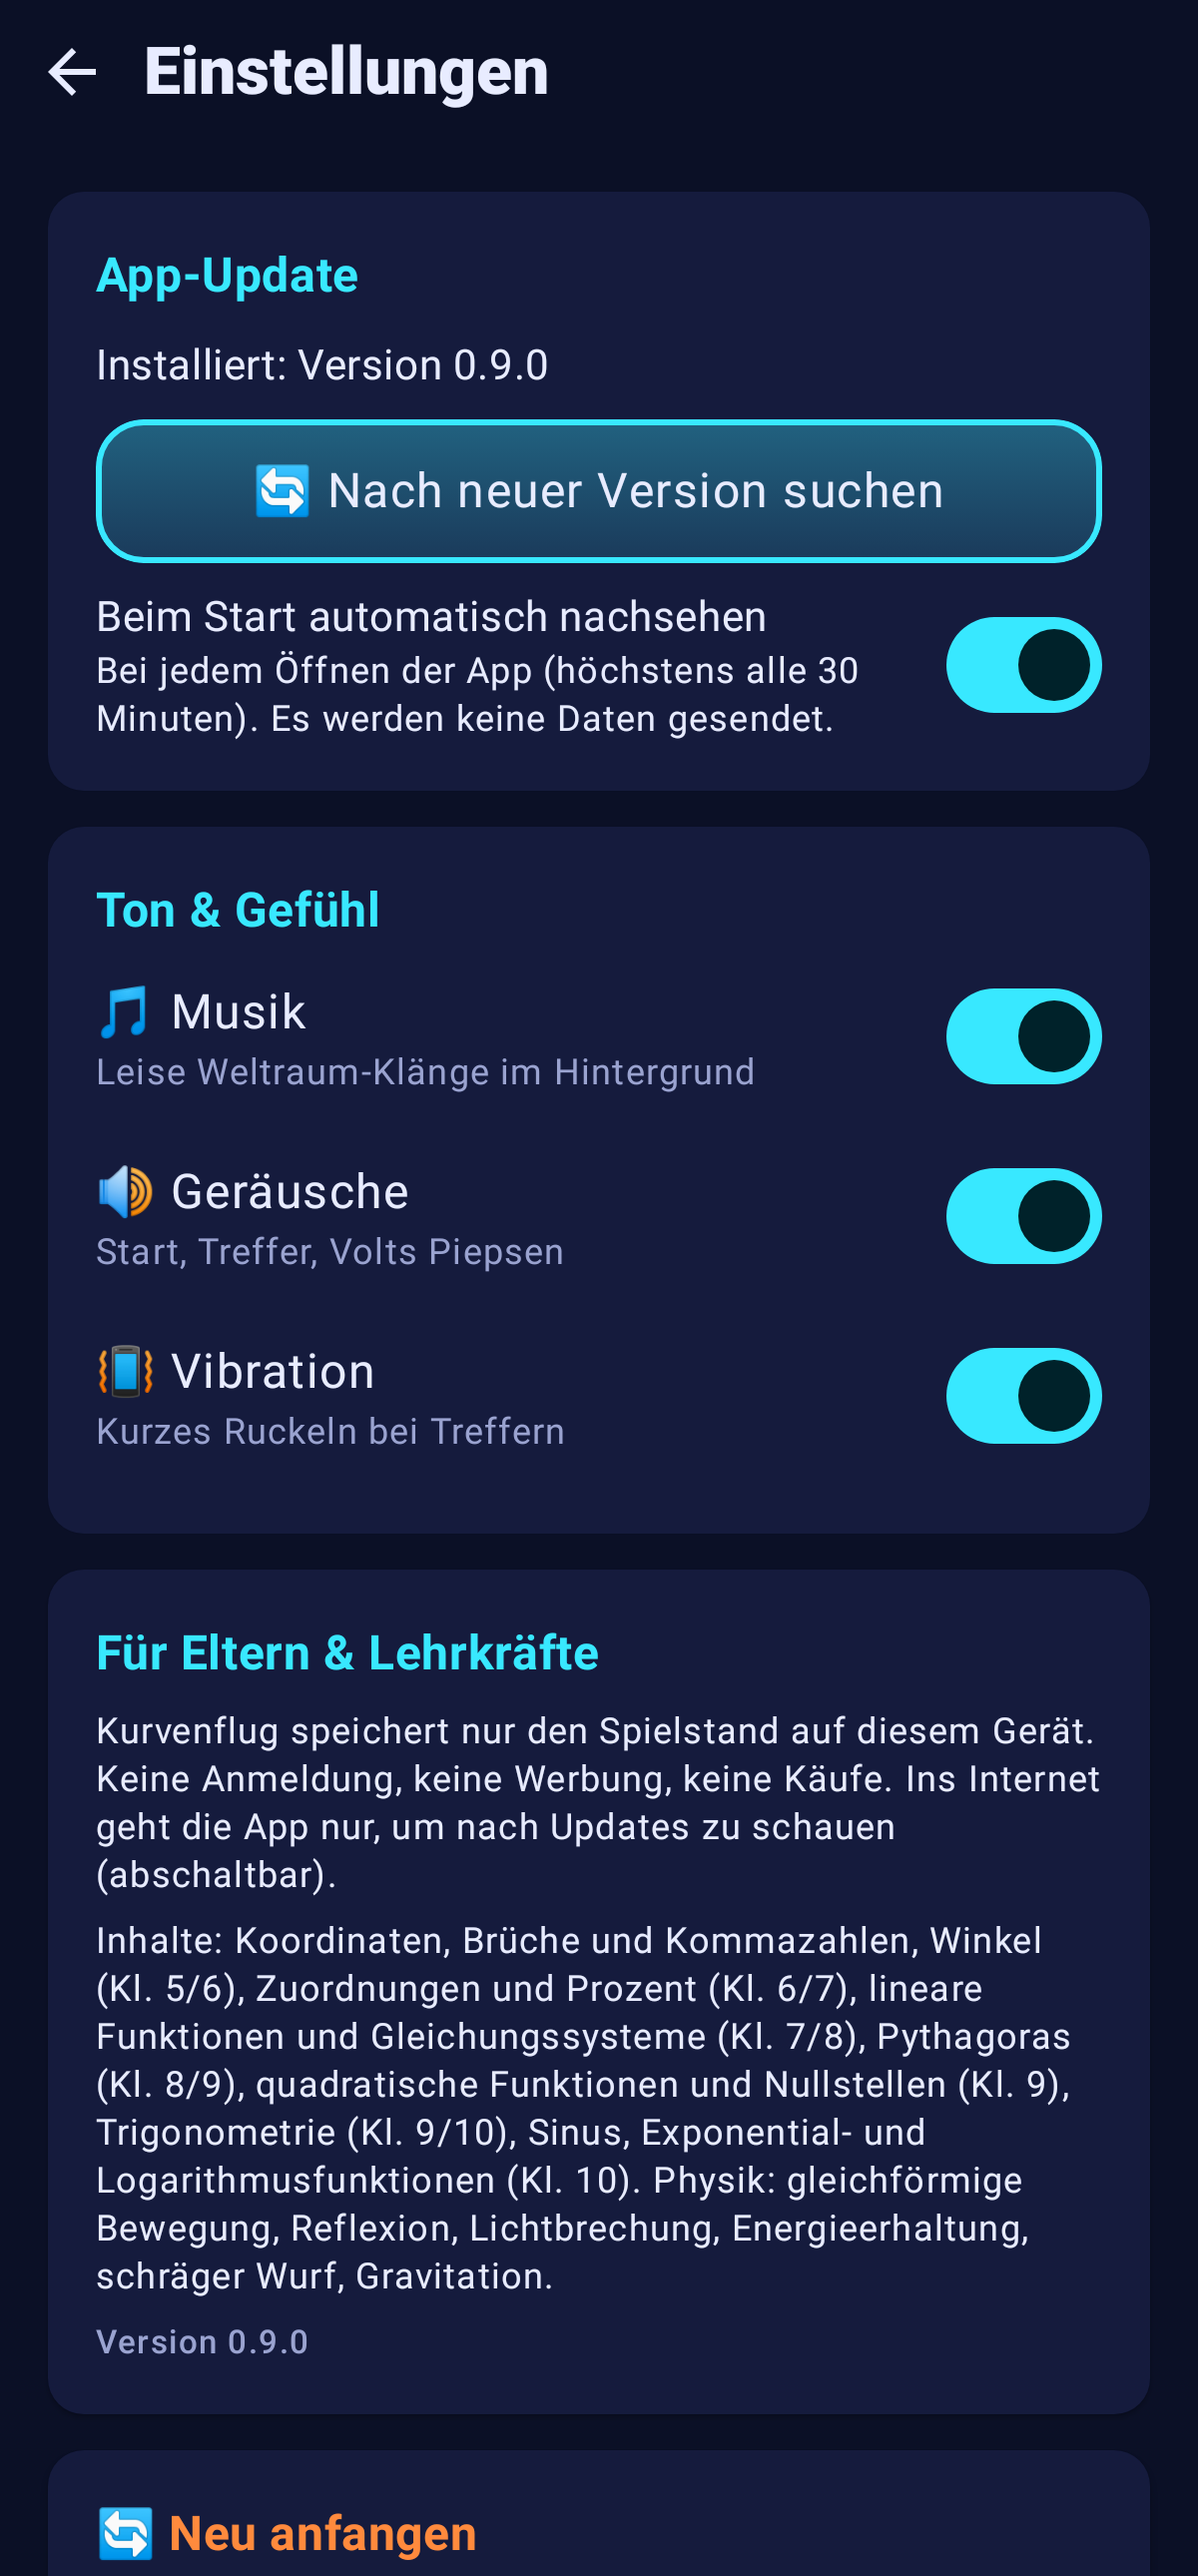 Einstellungen
App-Update
Installiert: Version 0.9.0
Nach neuer Version suchen
Beim Start automatisch nachsehen
Bei jedem Öffnen der App (höchstens alle 30
Minuten). Es werden keine Daten gesendet.
Ton & Gefühl
Musik
Leise Weltraum-Klänge im Hintergrund
Geräusche
Start, Treffer, Volts Piepsen
Vibration
Kurzes Ruckeln bei Treffern
Für Eltern & Lehrkräfte
Kurvenflug speichert nur den Spielstand auf diesem Gerät.
Keine Anmeldung, keine Werbung, keine Käufe. Ins Internet
geht die App nur, um nach Updates zu schauen
(abschaltbar).
Inhalte: Koordinaten, Brüche und Kommazahlen, Winkel
(Kl. 5/6), Zuordnungen und Prozent (Kl. 6/7), lineare
Funktionen und Gleichungssysteme (Kl. 7/8), Pythagoras
(Kl. 8/9), quadratische Funktionen und Nullstellen (Kl. 9),
Trigonometrie (Kl. 9/10), Sinus, Exponential- und
Logarithmusfunktionen (Kl. 10). Physik: gleichförmige
Bewegung, Reflexion, Lichtbrechung, Energieerhaltung,
schräger Wurf, Gravitation.
Version 0.9.0
Neu anfangen